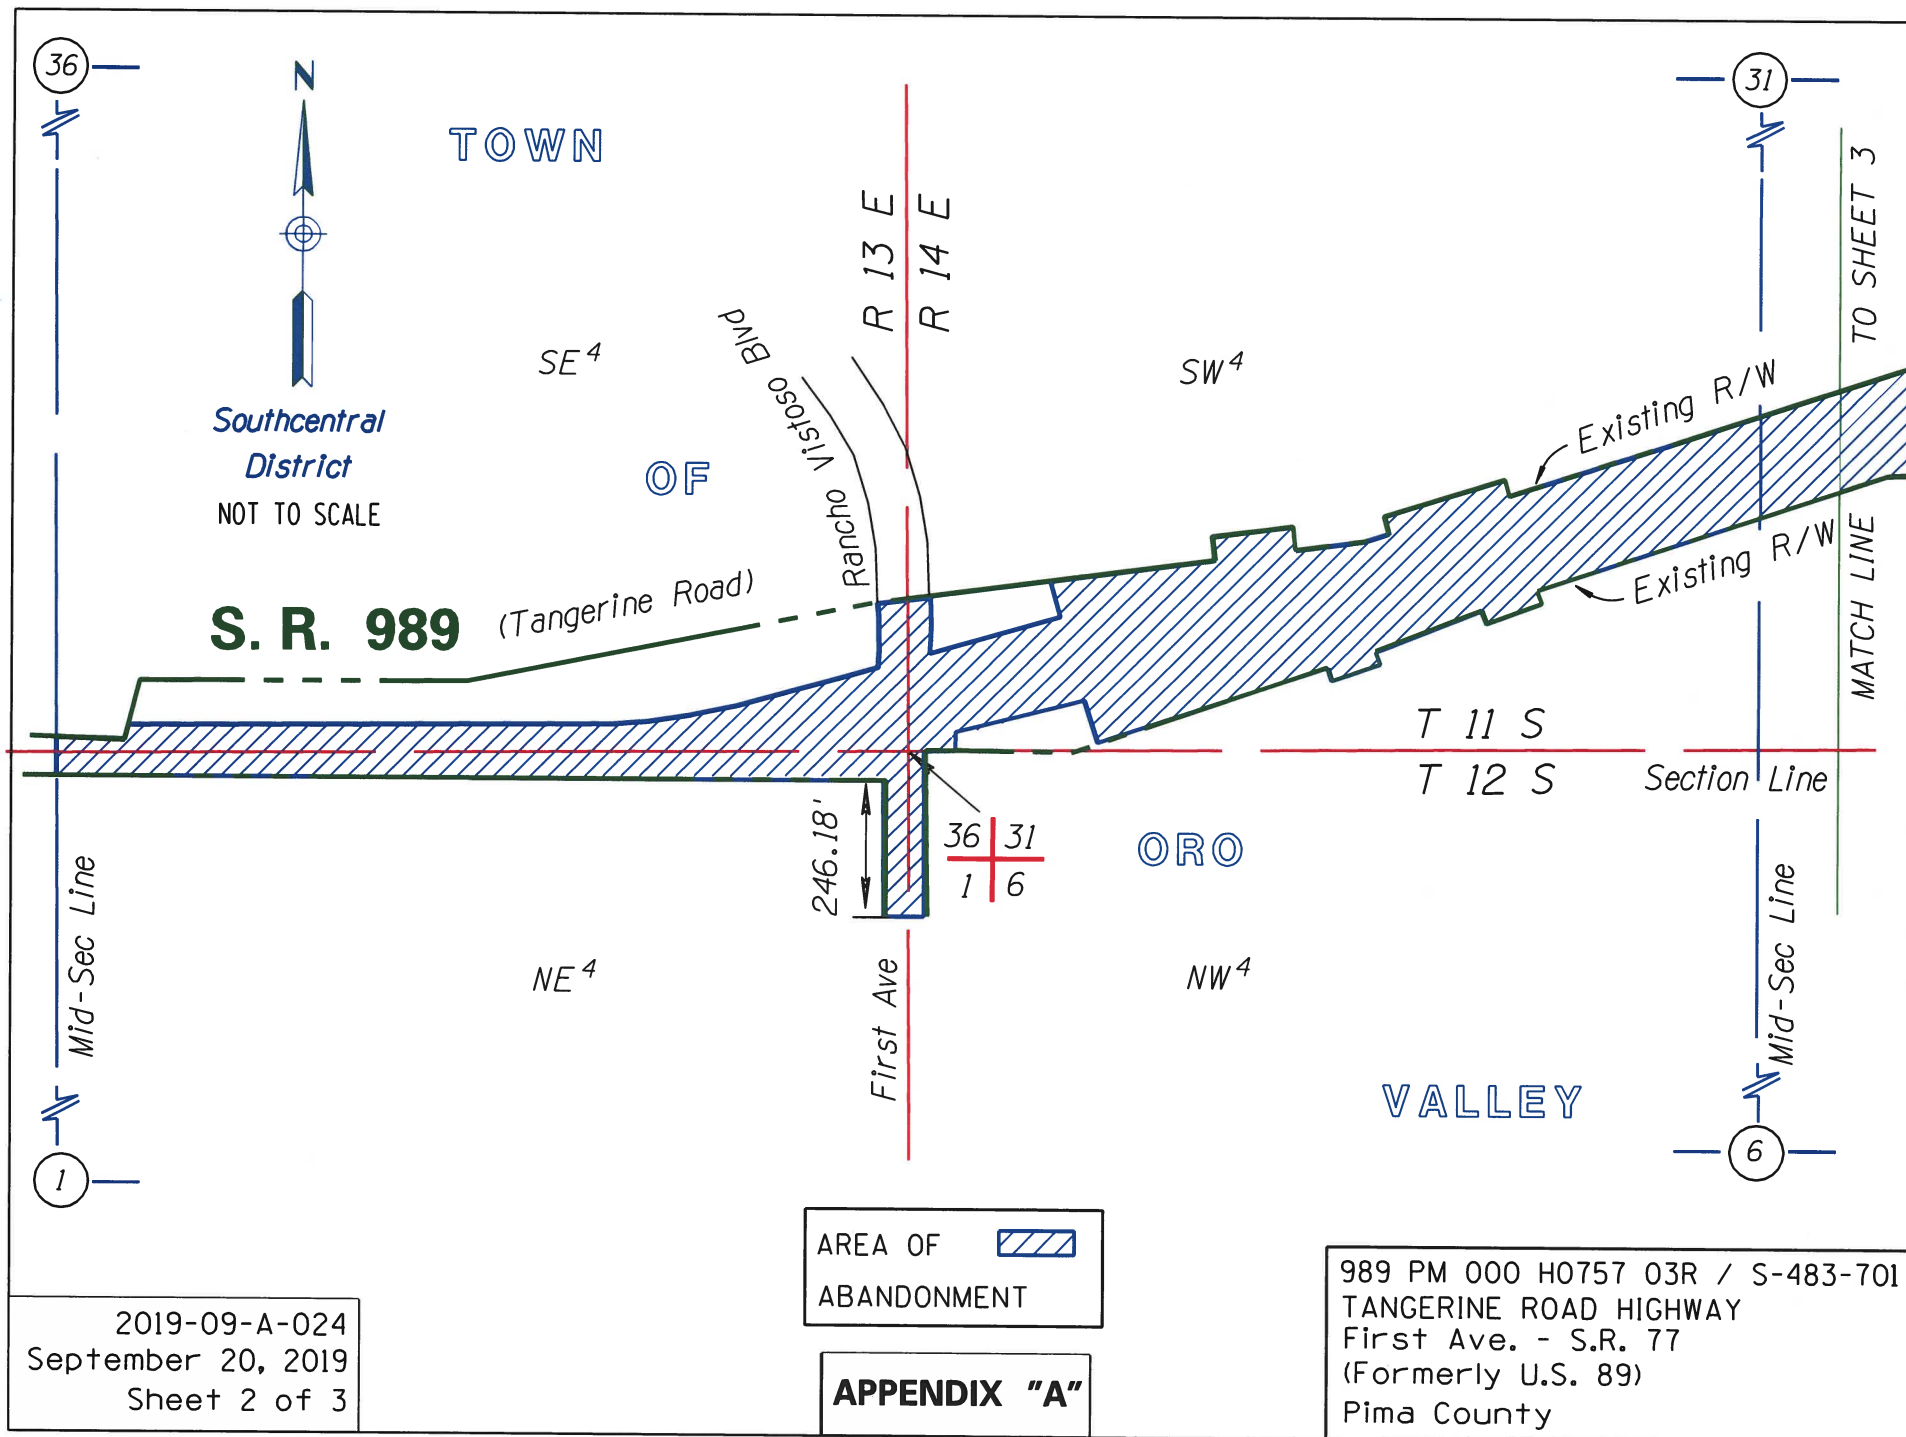 36
31
N
TOWN
R 13 E
R 14 E
TO SHEET 3
SE 4
SW 4
Rancho Vistoso Blvd
Existing R/W
Southcentral
District
NOT TO SCALE
OF
S. R. 989
(Tangerine Road)
Existing R/W
MATCH LINE
T 11 S
T 12 S
Section Line
246.18'
36 31
1 6
ORO
Mid-Sec Line
Mid-Sec Line
NE 4
First Ave
NW 4
VALLEY
1
6
AREA OF
ABANDONMENT
2019-09-A-024
September 20, 2019
Sheet 2 of 3
APPENDIX "A"
989 PM 000 H0757 03R / S-483-701
TANGERINE ROAD HIGHWAY
First Ave. - S.R. 77
(Formerly U.S. 89)
Pima County